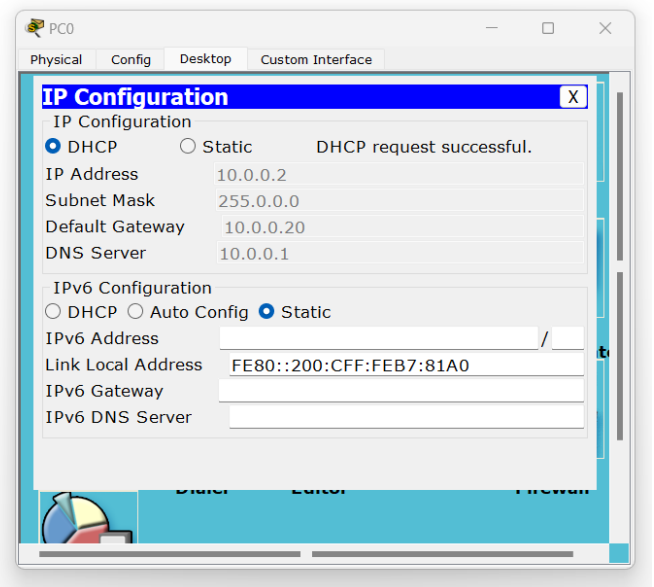 PC0
Physical Config Desktop Custom Interface
IP Configuration X
IP Configuration
DHCP Static DHCP request successful.
IP Address 10.0.0.2
Subnet Mask 255.0.0.0
Default Gateway 10.0.0.20
DNS Server 10.0.0.1
IPv6 Configuration
DHCP Auto Config Static
IPv6 Address /
Link Local Address FE80::200:CFF:FEB7:81A0
IPv6 Gateway
IPv6 DNS Server
Dialer Editor Firewall